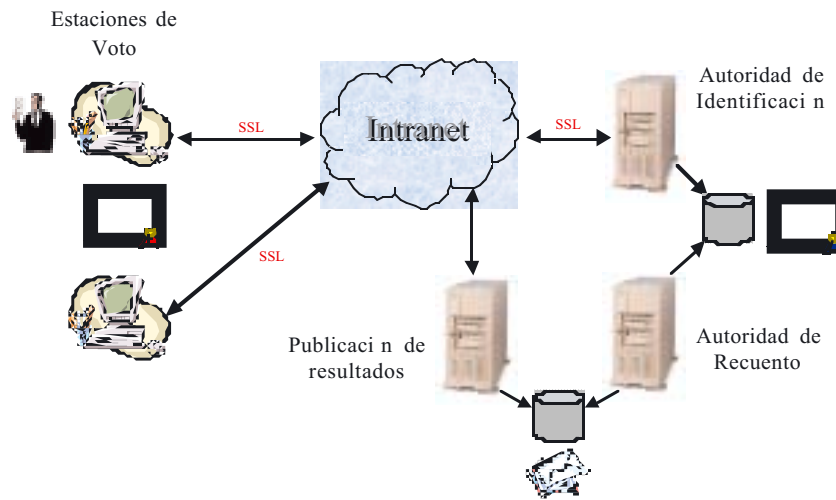 Estaciones de
Voto
SSL
Intranet
SSL
Autoridad de
Identificaci n
SSL
Publicaci n de
resultados
Autoridad de
Recuento